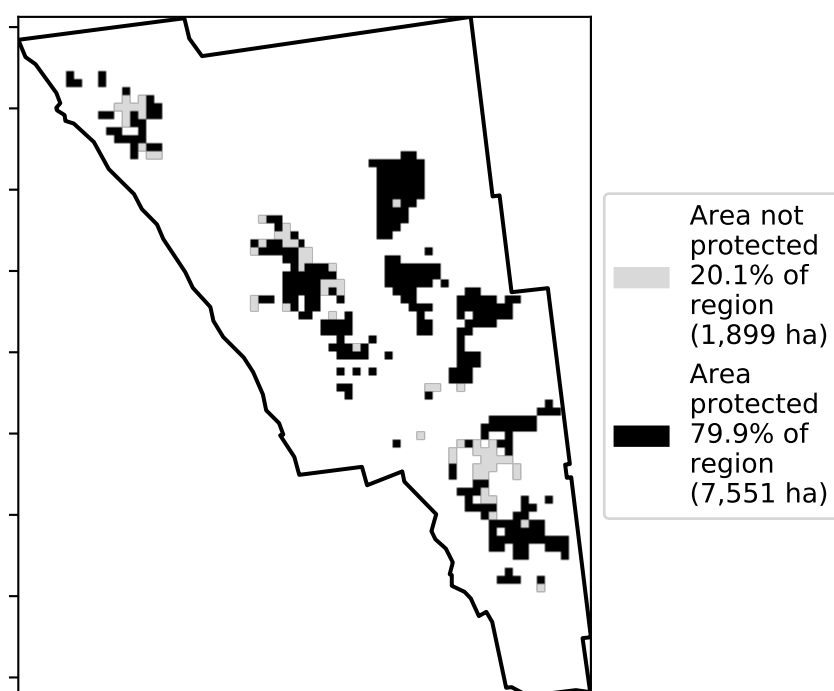 Area not
protected
20.1% of
region
(1,899 ha)
Area
protected
79.9% of
region
(7,551 ha)